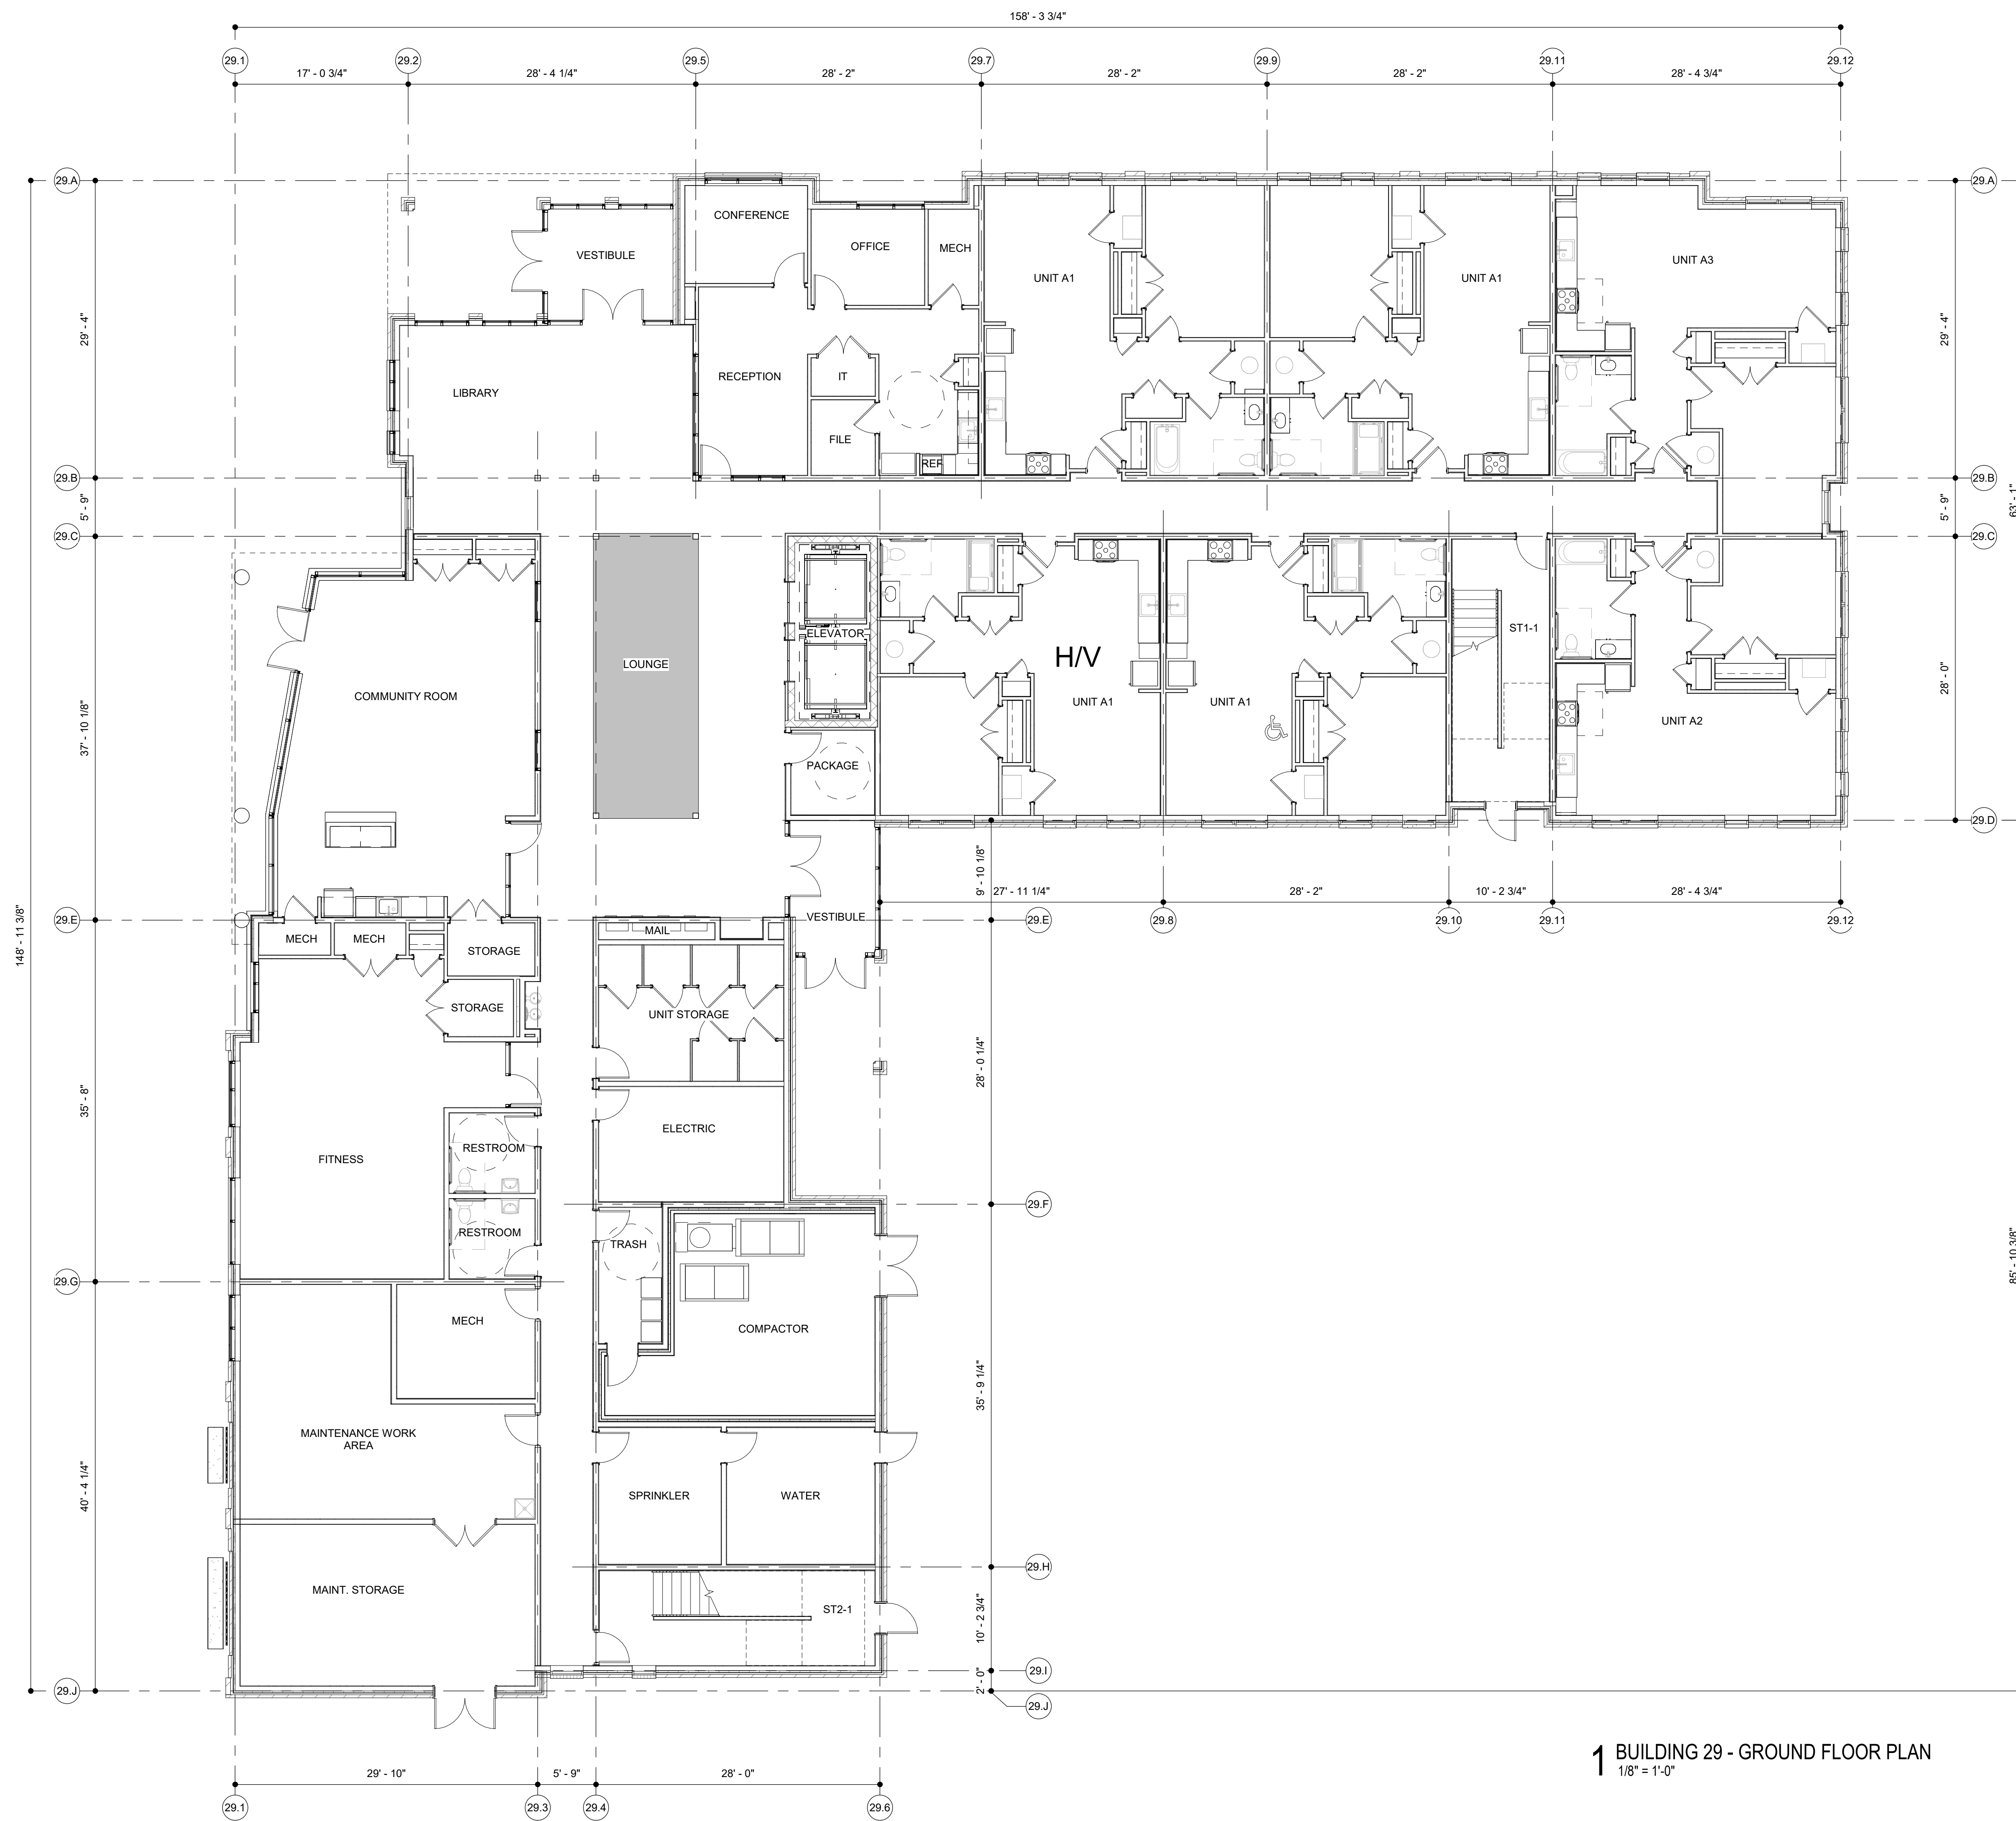 158' - 3 3/4"
29.1
29.2
29.5
29.7
29.9
29.11
29.12
17' - 0 3/4"
28' - 4 1/4"
28' - 2"
28' - 2"
28' - 2"
28' - 4 3/4"
29.A
29.A
CONFERENCE
OFFICE
MECH
VESTIBULE
UNIT A1
UNIT A1
UNIT A3
29' - 4"
29' - 4"
LIBRARY
RECEPTION
IT
FILE
REF
29.B
29.B
5' - 9"
5' - 9"
63' - 1"
29.C
29.C
ELEVATOR
ST1-1
LOUNGE
H/V
28' - 0"
COMMUNITY ROOM
UNIT A1
UNIT A1
UNIT A2
37' - 10 1/8"
PACKAGE
29.D
9' - 10 1/8"
27' - 11 1/4"
28' - 2"
10' - 2 3/4"
28' - 4 3/4"
148' - 11 3/8"
29.E
VESTIBULE
29.E
29.8
29.10
29.11
29.12
MAIL
MECH
MECH
STORAGE
STORAGE
UNIT STORAGE
28' - 0 1/4"
35' - 8"
ELECTRIC
RESTROOM
FITNESS
29.F
RESTROOM
TRASH
85' - 10 3/8"
29.G
MECH
COMPACTOR
35' - 9 1/4"
MAINTENANCE WORK
AREA
40' - 4 1/4"
SPRINKLER
WATER
29.H
MAINT. STORAGE
ST2-1
10' - 2 3/4"
29.I
2' - 0"
29.J
29.J
1 BUILDING 29 - GROUND FLOOR PLAN
1/8" = 1'-0"
29' - 10"
5' - 9"
28' - 0"
29.1
29.3
29.4
29.6